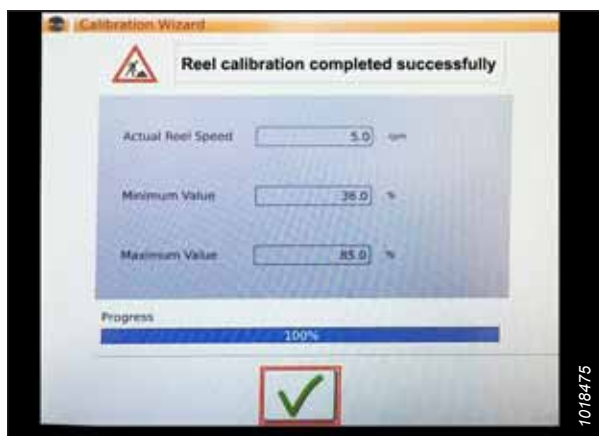 Calibration Wizard
Reel calibration completed successfully
Actual Reel Speed 5.0 rpm
Minimum Value 36.0 %
Maximum Value 85.0 %
Progress
100%
1018475